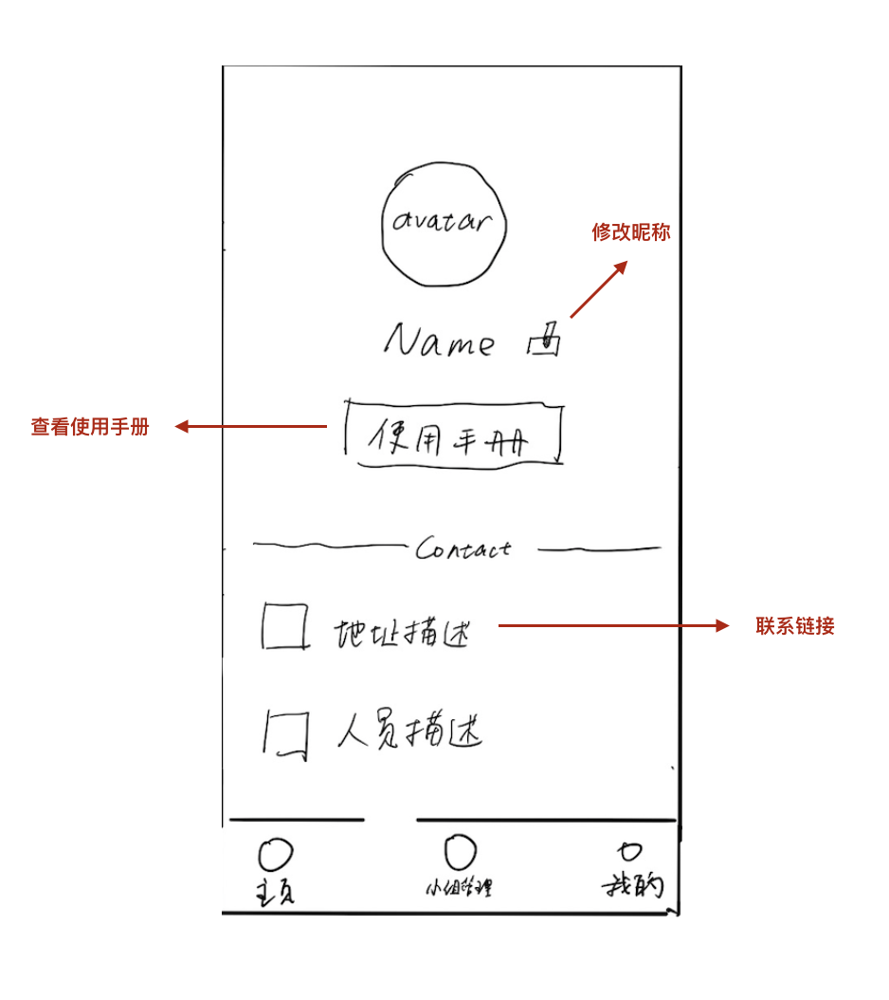 avatar
修改昵称
Name
查看使用手册
使用手册
Contact
地址描述
联系链接
人员描述
主页
小组管理
我的